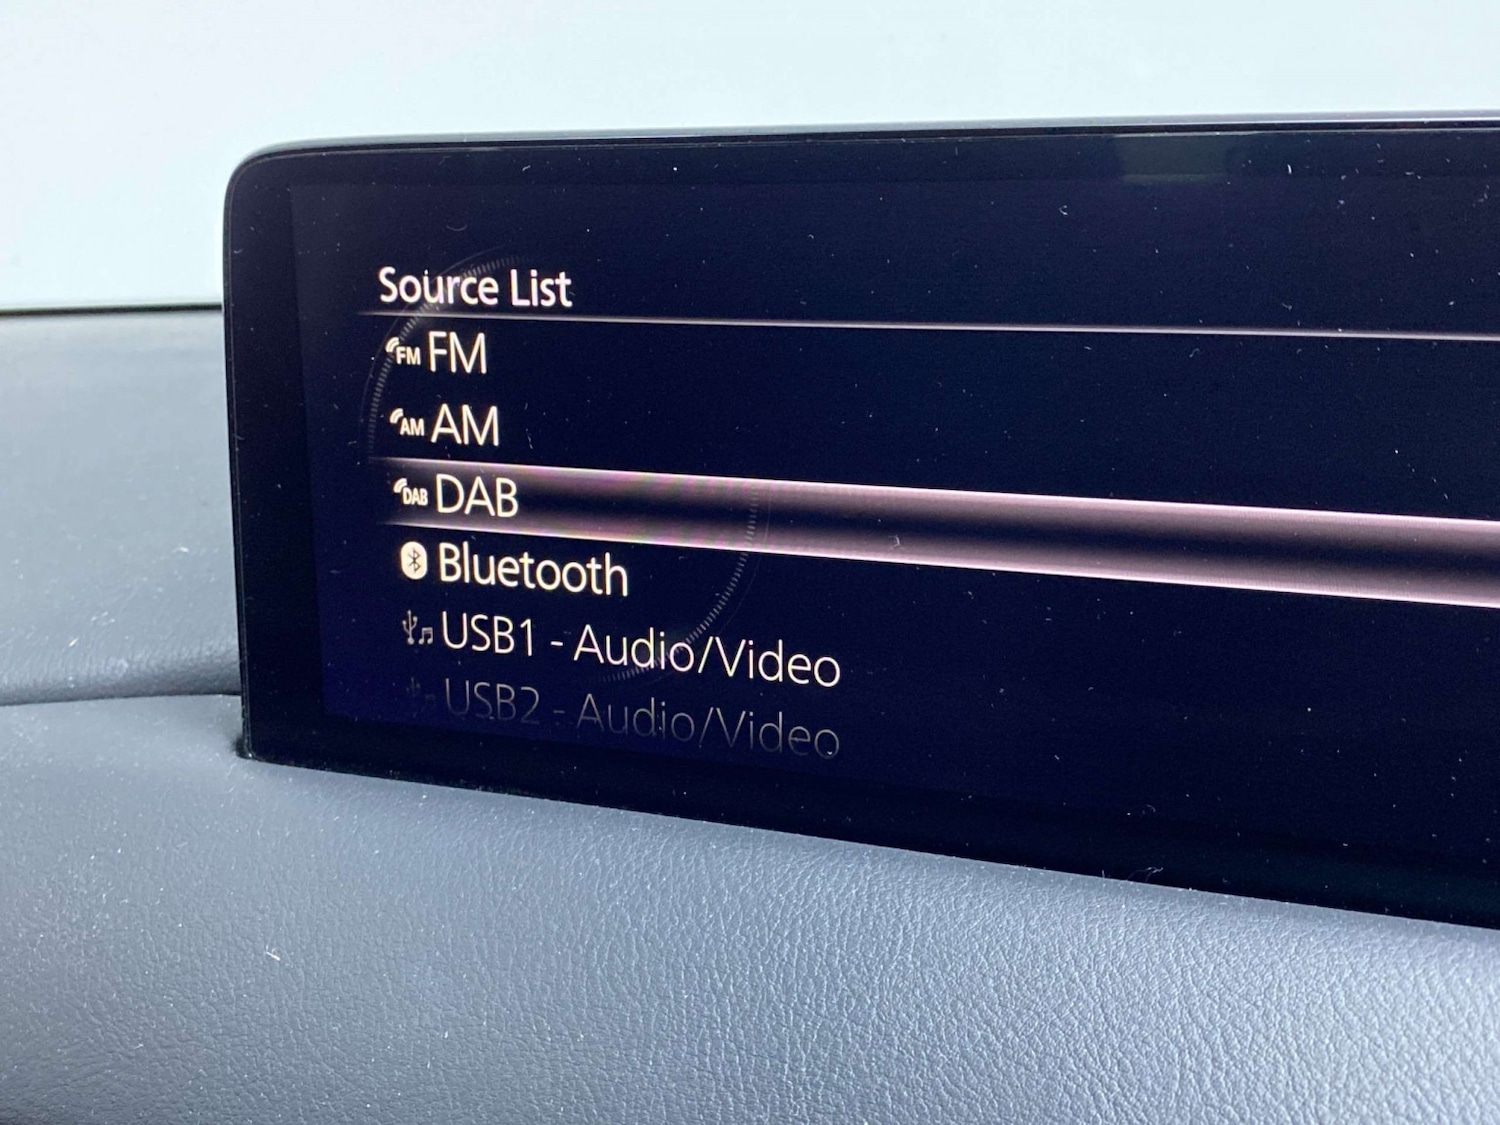 Source List
FM FM
AM AM
DAB DAB
Bluetooth
USB1 - Audio/Video
USB2 - Audio/Video